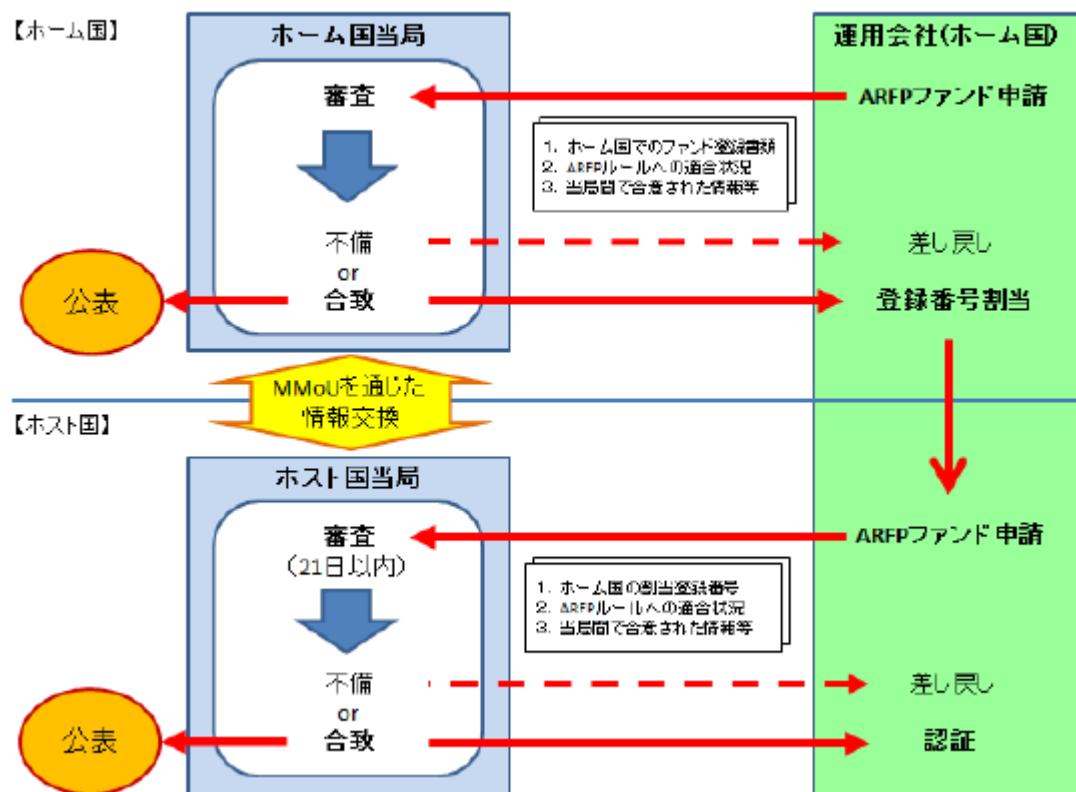 【ホーム国】
ホーム国当局
運用会社(ホーム国)
審査
ARFPファンド申請
1. ホーム国でのファンド登録書類
2. ARFPルールへの適合状況
3. 当局間で合意された情報等
不備
or
合致
差し戻し
登録番号割当
公表
MMoUを通じた
情報交換
【ホスト国】
ホスト国当局
審査
(21日以内)
ARFPファンド申請
1. ホーム国の割当登録番号
2. ARFPルールへの適合状況
3. 当局間で合意された情報等
不備
or
合致
差し戻し
認証
公表